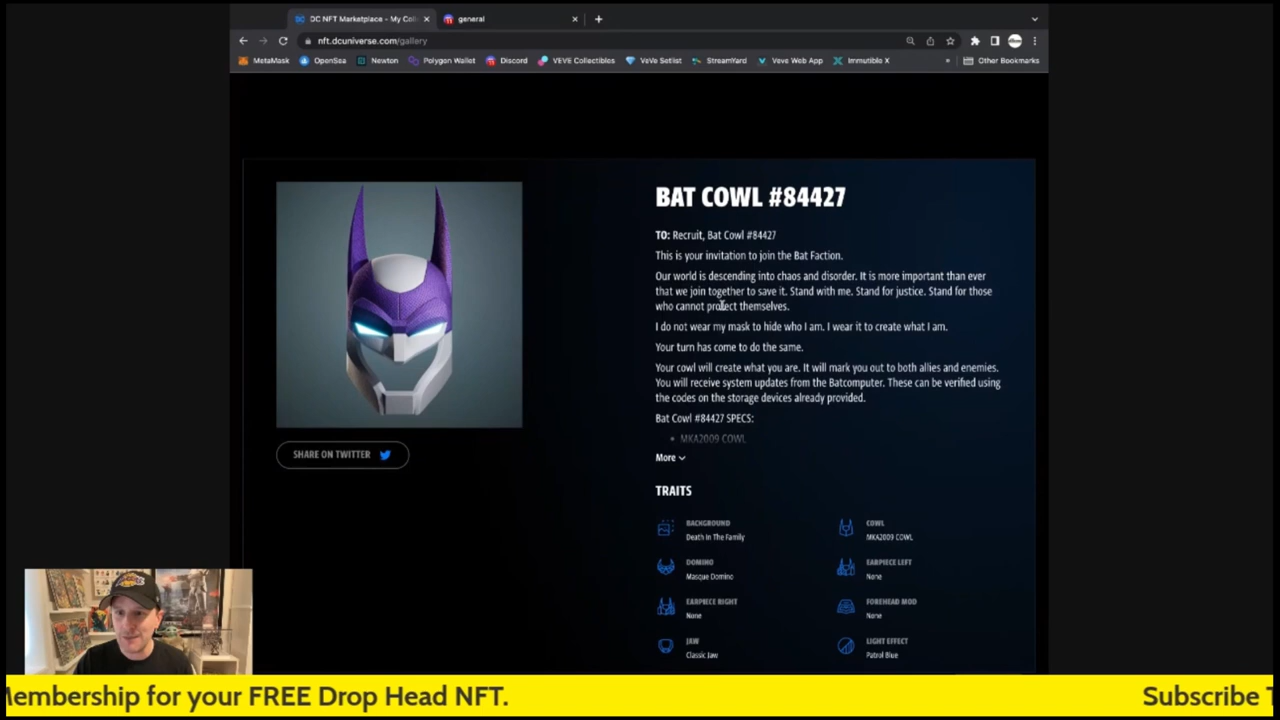 DC NFT Marketplace - My Coll
general
nft.dcuniverse.com/gallery
MetaMask OpenSea Newton Polygon Wallet Discord VEVE Collectibles VeVe Setlist StreamYard Veve Web App Immutible X » Other Bookmarks
BAT COWL #84427
TO: Recruit, Bat Cowl #84427
This is your invitation to join the Bat Faction.
Our world is descending into chaos and disorder. It is more important than ever
that we join together to save it. Stand with me. Stand for justice. Stand for those
who cannot protect themselves.
I do not wear my mask to hide who I am. I wear it to create what I am.
Your turn has come to do the same.
Your cowl will create what you are. It will mark you out to both allies and enemies.
You will receive system updates from the Batcomputer. These can be verified using
the codes on the storage devices already provided.
Bat Cowl #84427 SPECS:
• MKA2009 COWL
More
SHARE ON TWITTER
TRAITS
BACKGROUND
Death In The Family
COWL
MKA2009 COWL
DOMINO
Masque Domino
EARPIECE LEFT
None
EARPIECE RIGHT
None
FOREHEAD MOD
None
JAW
Classic Jaw
LIGHT EFFECT
Patrol Blue
Membership for your FREE Drop Head NFT. Subscribe T